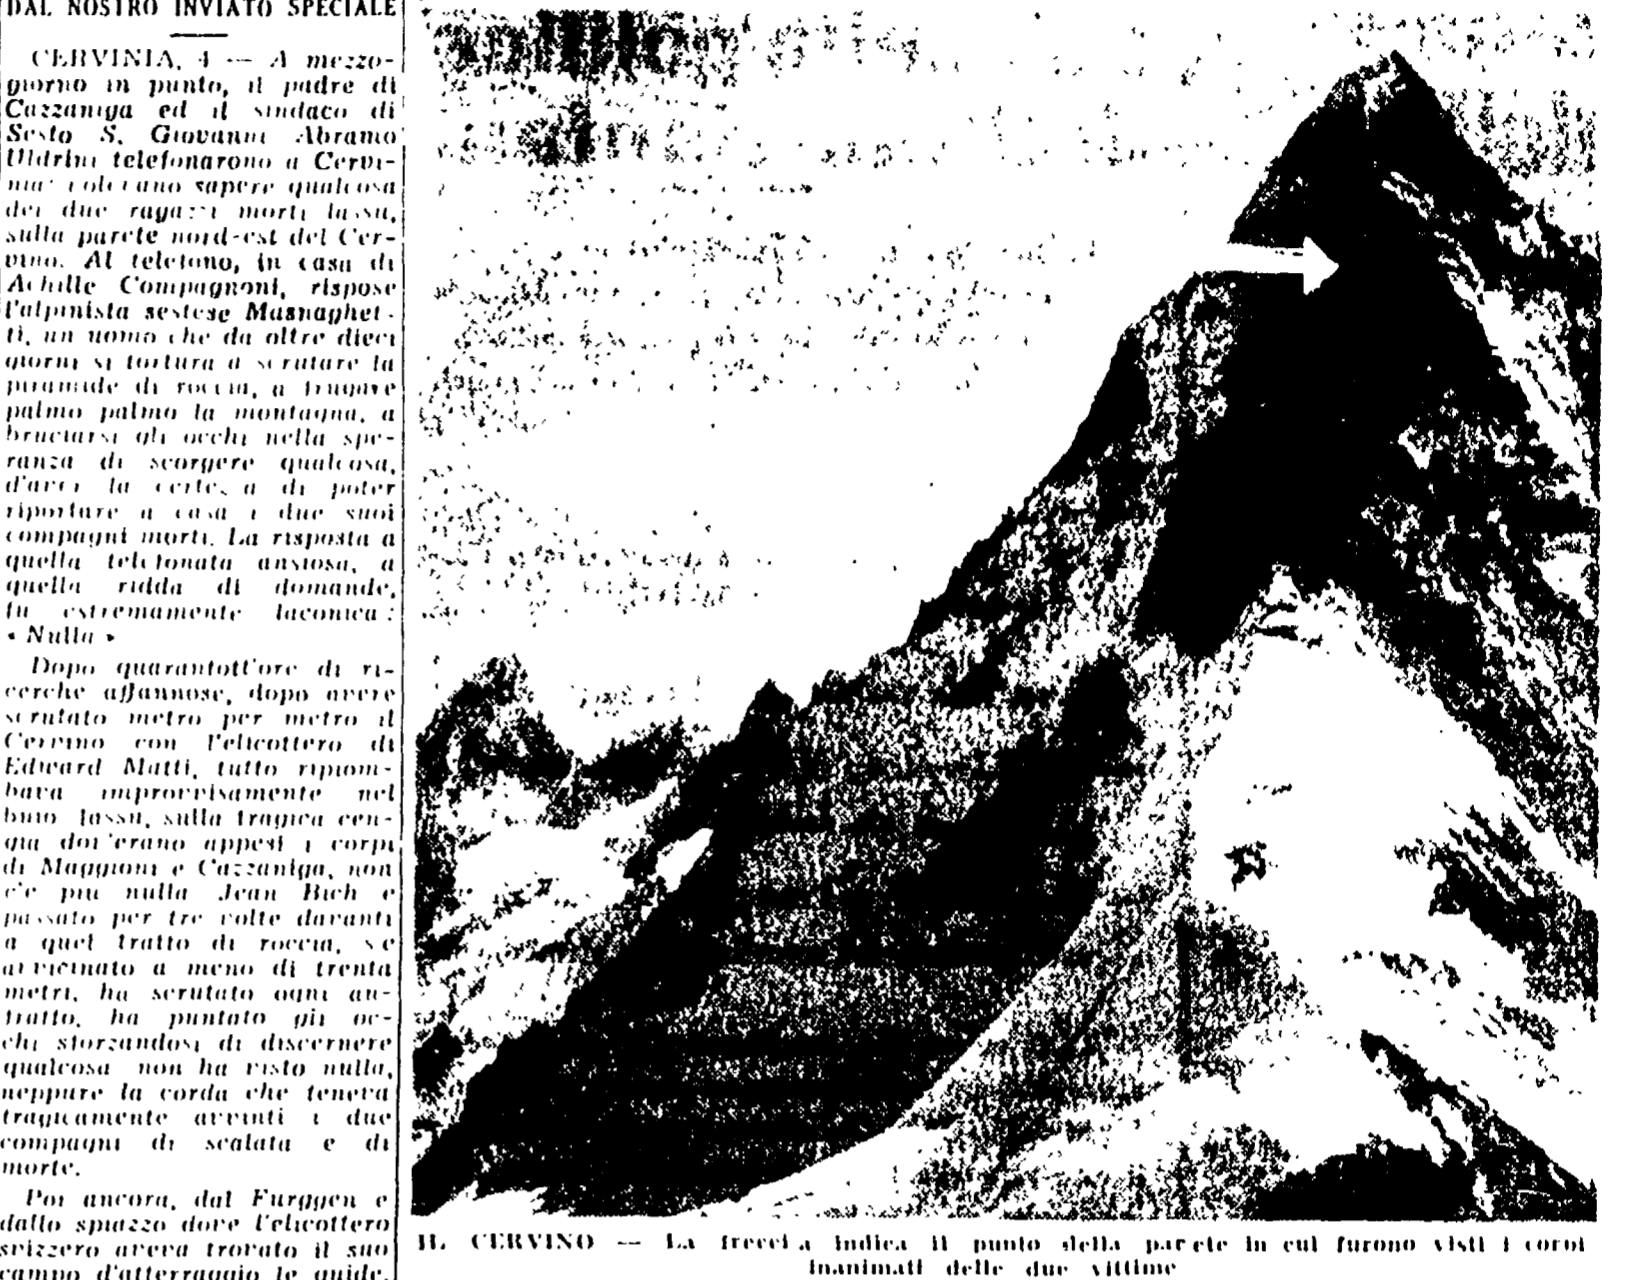 DAL NOSTRO INVIATO SPECIALE
CERVINIA, 4 — A mezzo-
giorno in punto, il padre di
Cazzaniga ed il sindaco di
Sesto S. Giovanni Abramo
Oldrini telefonarono a Cervi-
nia: volevano sapere qualcosa
dei due ragazzi morti lassù,
sulla parete nord-est del Cer-
vino. Al telefono, in casa di
Achille Compagnoni, rispose
l'alpinista sestese Masnaghet-
ti, un uomo che da oltre dieci
giorni si tortura a scrutare la
piramide di roccia, a frugare
palmo palmo la montagna, a
bruciarsi gli occhi nella spe-
ranza di scorgere qualcosa,
d'aver la certezza di poter
riportare a casa i due suoi
compagni morti. La risposta a
quella telefonata ansiosa, a
quella ridda di domande,
fu estremamente laconica:
« Nulla »
Dopo quarantott'ore di ri-
cerche affannose, dopo avere
scrutato metro per metro il
Cervino con l'elicottero di
Edward Matti, tutto ripiom-
bava improvvisamente nel
buio lassù, sulla tragica cen-
gia dov'erano appesi i corpi
di Maggioni e Cazzaniga, non
c'è più nulla Jean Bich è
passato per tre volte davanti
a quel tratto di roccia, s'è
avvicinato a meno di trenta
metri, ha scrutato ogni an-
fratto, ha puntato gli oc-
chi sforzandosi di discernere
qualcosa non ha visto nulla,
neppure la corda che teneva
tragicamente avvinti i due
compagni di scalata e di
morte.
Poi ancora, dal Furggen e
dallo spiazzo dove l'elicottero
svizzero aveva trovato il suo
campo d'atterraggio le guide,
IL CERVINO — La freccia indica il punto della parete in cui furono visti i corpi
inanimati delle due vittime